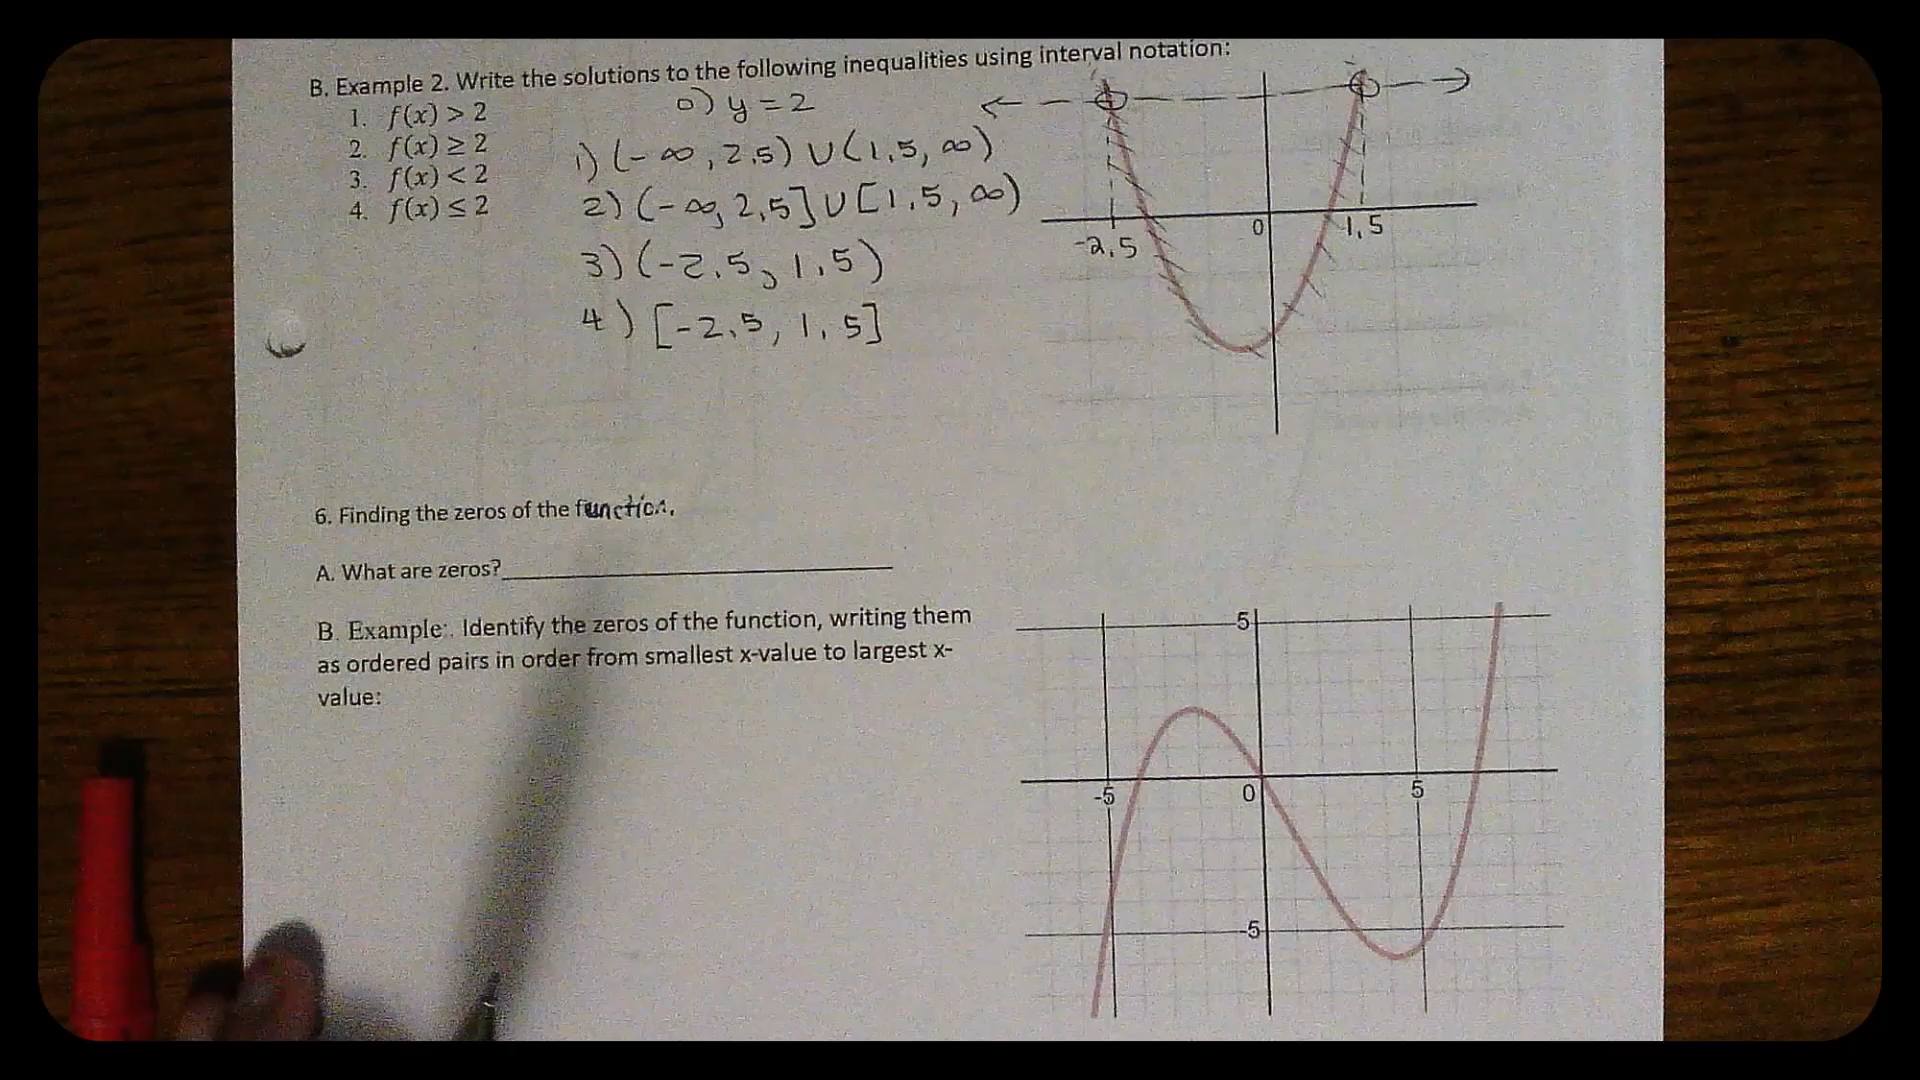 B. Example 2. Write the solutions to the following inequalities using interval notation:
1. f(x) > 2
2. f(x) ≥ 2
3. f(x) < 2
4. f(x) ≤ 2
0) y = 2
1) (-∞, 2.5) ∪ (1.5, ∞)
2) (-∞, 2.5] ∪ [1.5, ∞)
3) (-2.5, 1.5)
4) [-2.5, 1.5]
-2.5
0
1.5
6. Finding the zeros of the function.
A. What are zeros?
B. Example:. Identify the zeros of the function, writing them
as ordered pairs in order from smallest x-value to largest x-
value:
5
-5
0
5
-5